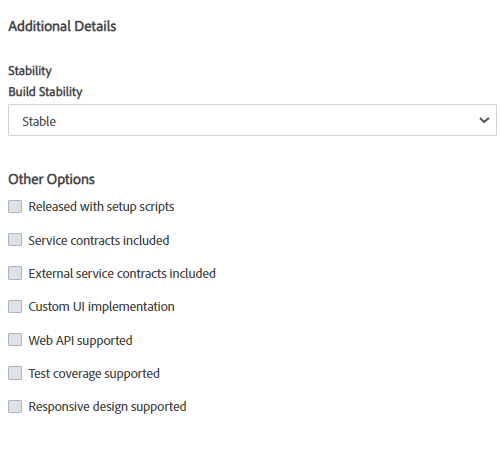 Additional Details
Stability
Build Stability
Stable
Other Options
Released with setup scripts
Service contracts included
External service contracts included
Custom UI implementation
Web API supported
Test coverage supported
Responsive design supported